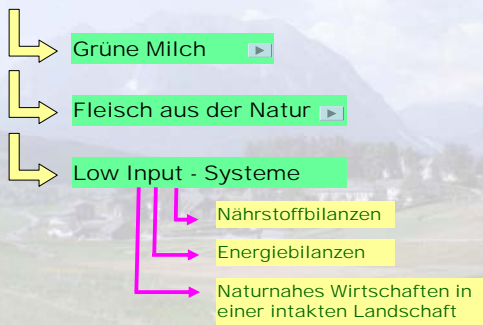 Grüne Milch
Fleisch aus der Natur
Low Input - Systeme
Nährstoffbilanzen
Energiebilanzen
Naturnahes Wirtschaften in
einer intakten Landschaft